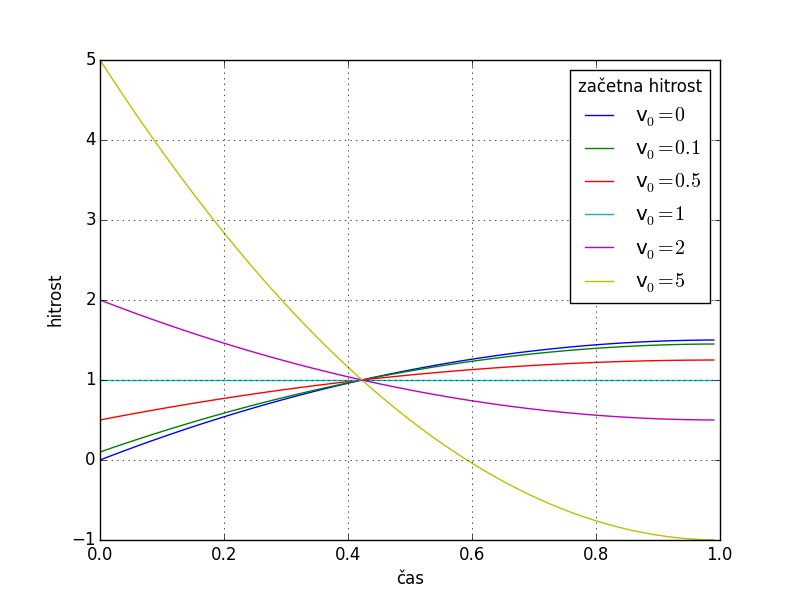 5
4
3
2
1
0
−1
0.0 0.2 0.4 0.6 0.8 1.0
hitrost
čas
začetna hitrost
v₀ = 0
v₀ = 0.1
v₀ = 0.5
v₀ = 1
v₀ = 2
v₀ = 5